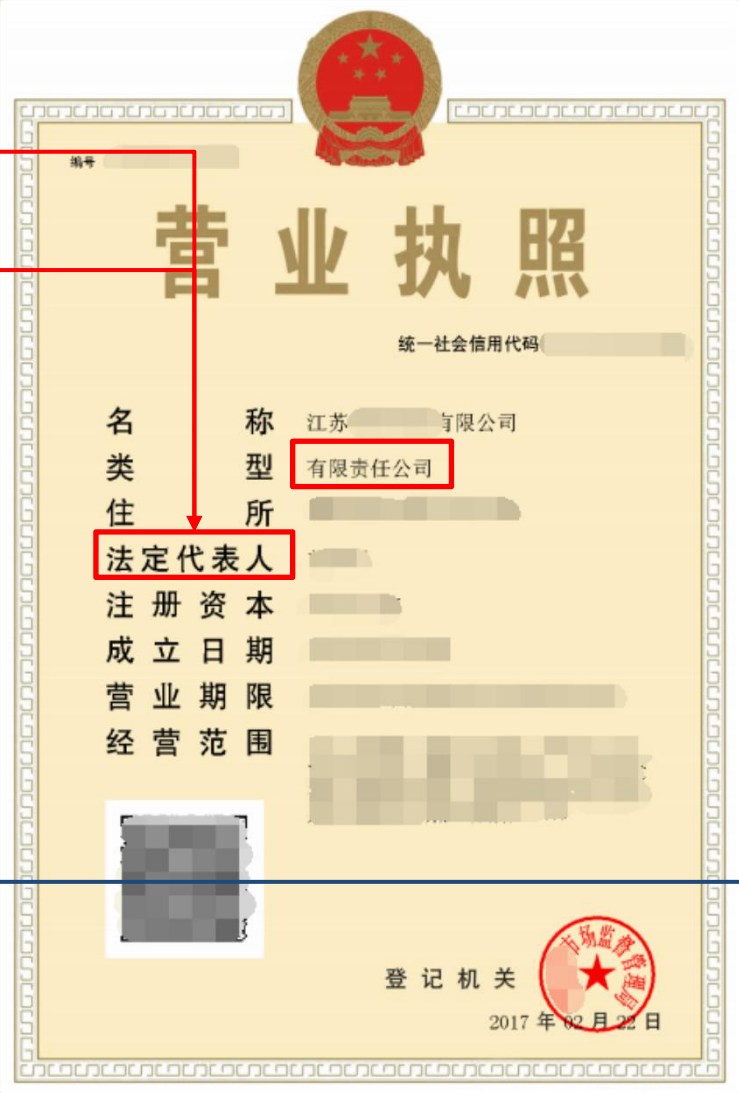 编号
营业执照
统一社会信用代码
名称 江苏 有限公司
类型 有限责任公司
住所
法定代表人
注册资本
成立日期
营业期限
经营范围
市场监督管理局
登记机关
2017 年 02 月 22 日